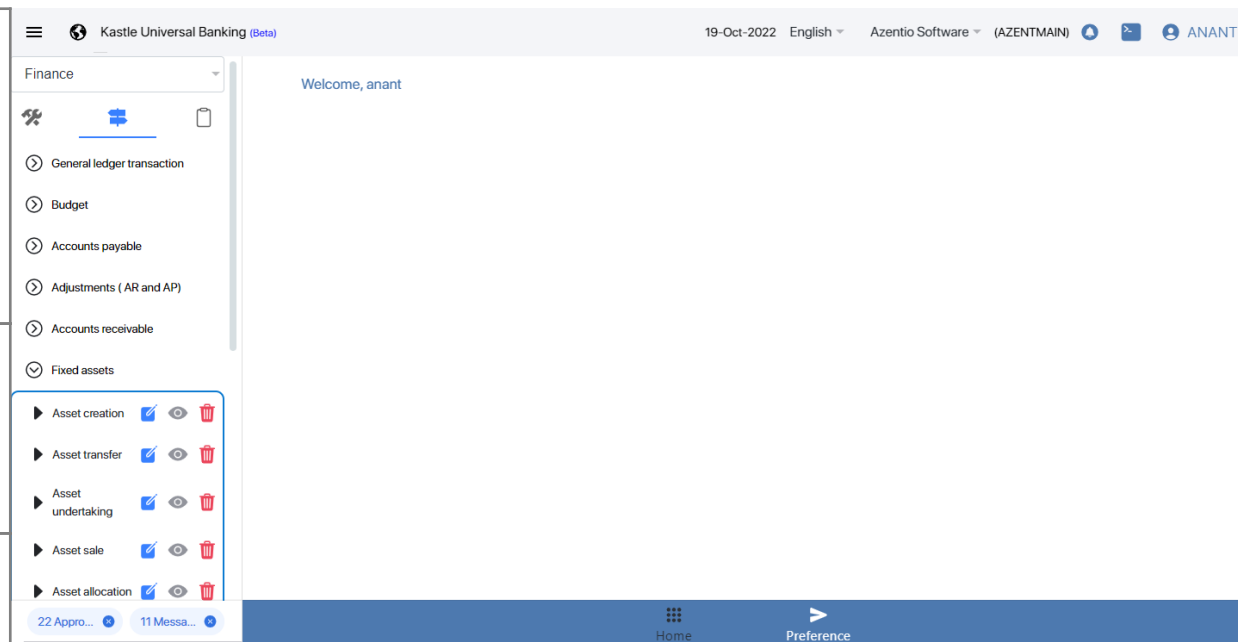 Kastle Universal Banking (Beta)
19-Oct-2022 English Azentio Software (AZENTMAIN) ANANT
Finance
Welcome, anant
General ledger transaction
Budget
Accounts payable
Adjustments ( AR and AP)
Accounts receivable
Fixed assets
Asset creation
Asset transfer
Asset
undertaking
Asset sale
Asset allocation
22 Appro... 11 Messa...
Home Preference